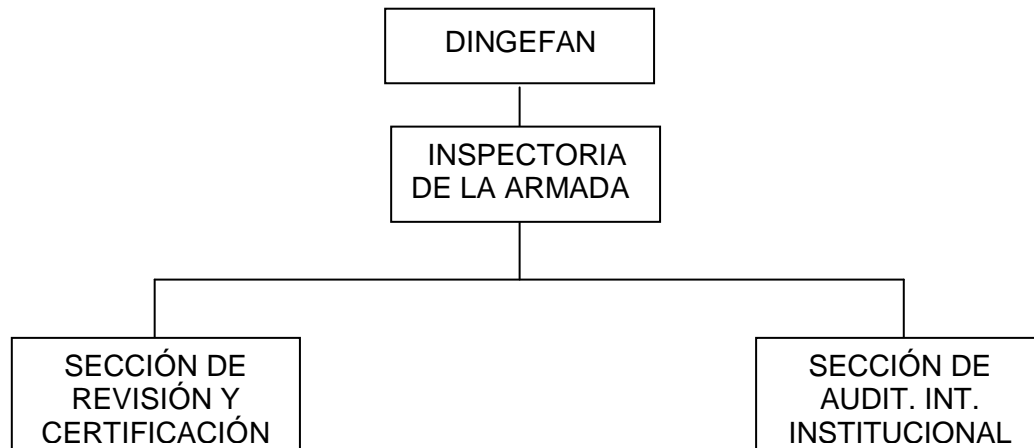 DINGEFAN
INSPECTORIA
DE LA ARMADA
SECCIÓN DE
REVISIÓN Y
CERTIFICACIÓN
SECCIÓN DE
AUDIT. INT.
INSTITUCIONAL